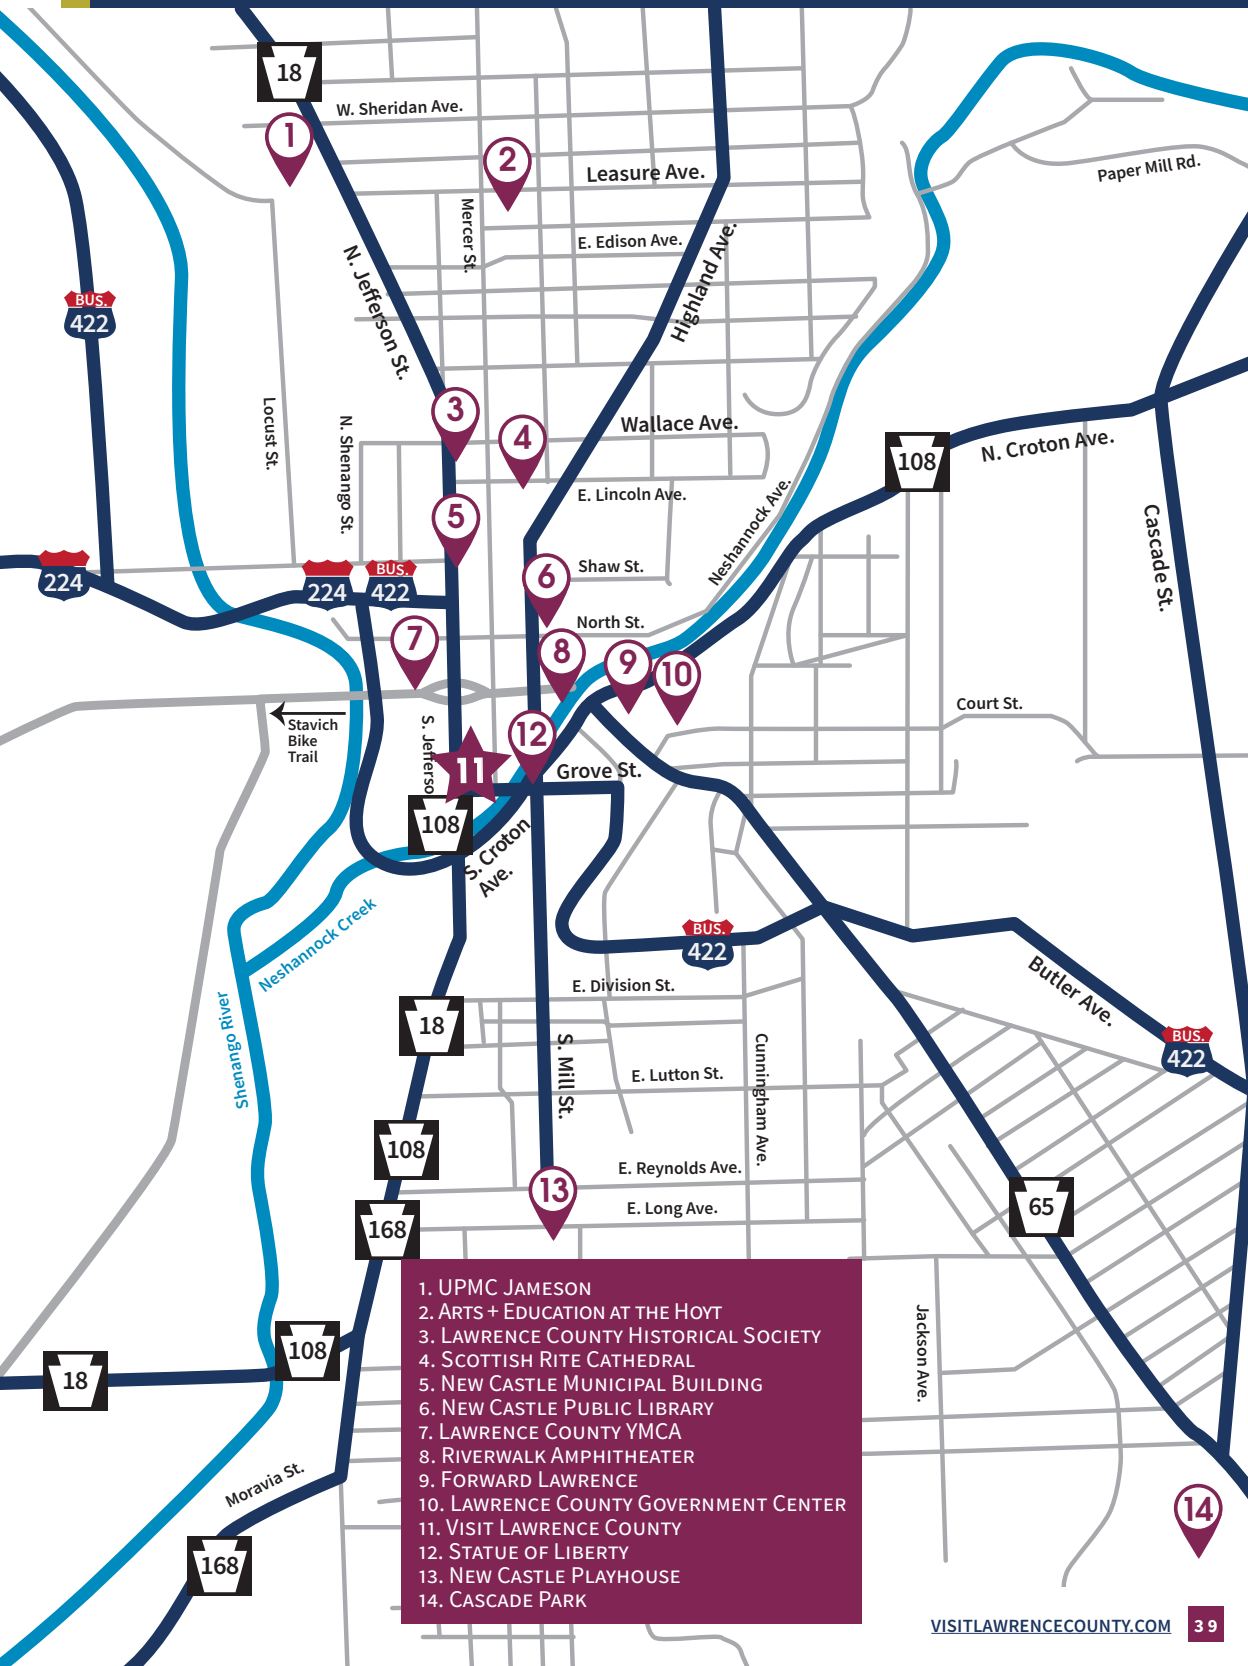 18
W. Sheridan Ave.
1
2
Leasure Ave.
Paper Mill Rd.
Mercer St.
E. Edison Ave.
Highland Ave.
N. Jefferson St.
BUS.
422
3
4
Wallace Ave.
Locust St.
N. Shenango St.
108
N. Croton Ave.
E. Lincoln Ave.
Neshannock Ave.
Cascade St.
5
224
224
BUS.
422
6
Shaw St.
North St.
7
8
9
10
Court St.
Stavich
Bike
Trail
S. Jefferso
12
11
Grove St.
108
S. Croton
Ave.
Neshannock Creek
Shenango River
BUS.
422
E. Division St.
Butler Ave.
18
S. Mill St.
Cunningham Ave.
BUS.
422
E. Lutton St.
108
E. Reynolds Ave.
13
E. Long Ave.
65
168
108
18
Jackson Ave.
Moravia St.
168
14
1. UPMC Jameson
2. Arts + Education at the Hoyt
3. Lawrence County Historical Society
4. Scottish Rite Cathedral
5. New Castle Municipal Building
6. New Castle Public Library
7. Lawrence County YMCA
8. Riverwalk Amphitheater
9. Forward Lawrence
10. Lawrence County Government Center
11. Visit Lawrence County
12. Statue of Liberty
13. New Castle Playhouse
14. Cascade Park
VISITLAWRENCECOUNTY.COM
39